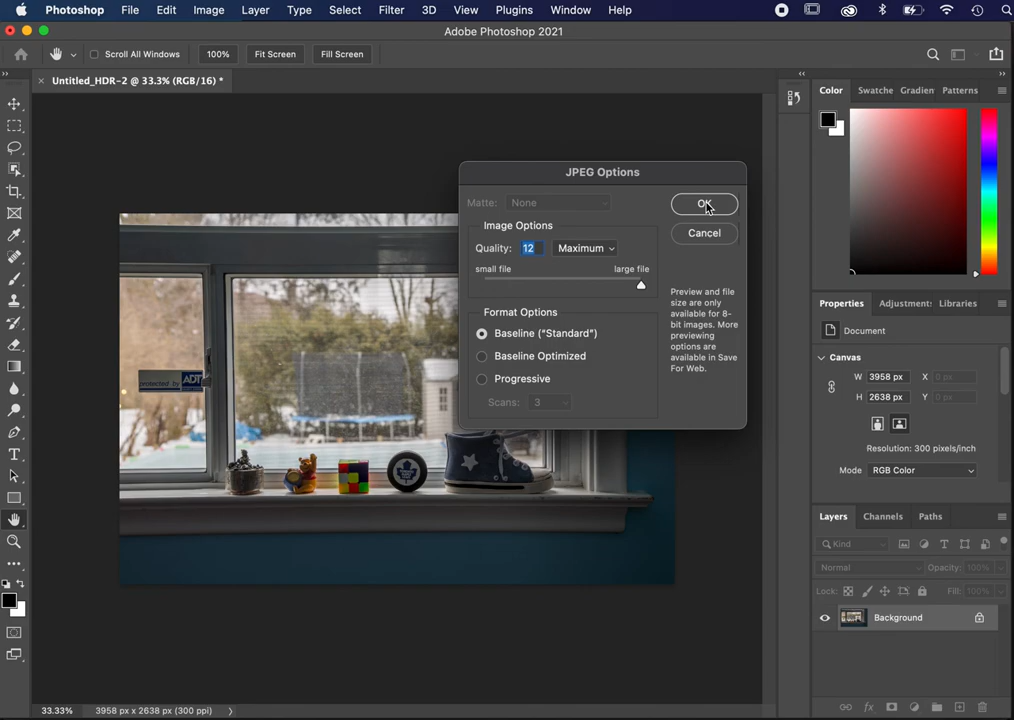 Photoshop File Edit Image Layer Type Select Filter 3D View Plugins Window Help
Adobe Photoshop 2021
Scroll All Windows 100% Fit Screen Fill Screen
Untitled_HDR-2 @ 33.3% (RGB/16) *
Color Swatche Gradien Patterns
JPEG Options
Matte: None
OK
Image Options
Cancel
Quality: 12 Maximum
small file large file
Preview and file
size are only
available for 8-
bit images. More
previewing
options are
available in Save
For Web.
Format Options
Baseline ("Standard")
Baseline Optimized
Progressive
Scans: 3
protected by ADT
Properties Adjustment: Libraries
Document
Canvas
W 3958 px X 0 px
H 2638 px Y 0 px
Resolution: 300 pixels/inch
Mode RGB Color
Layers Channels Paths
Kind
Normal Opacity: 100%
Lock: Fill: 100%
Background
33.33% 3958 px x 2638 px (300 ppi)